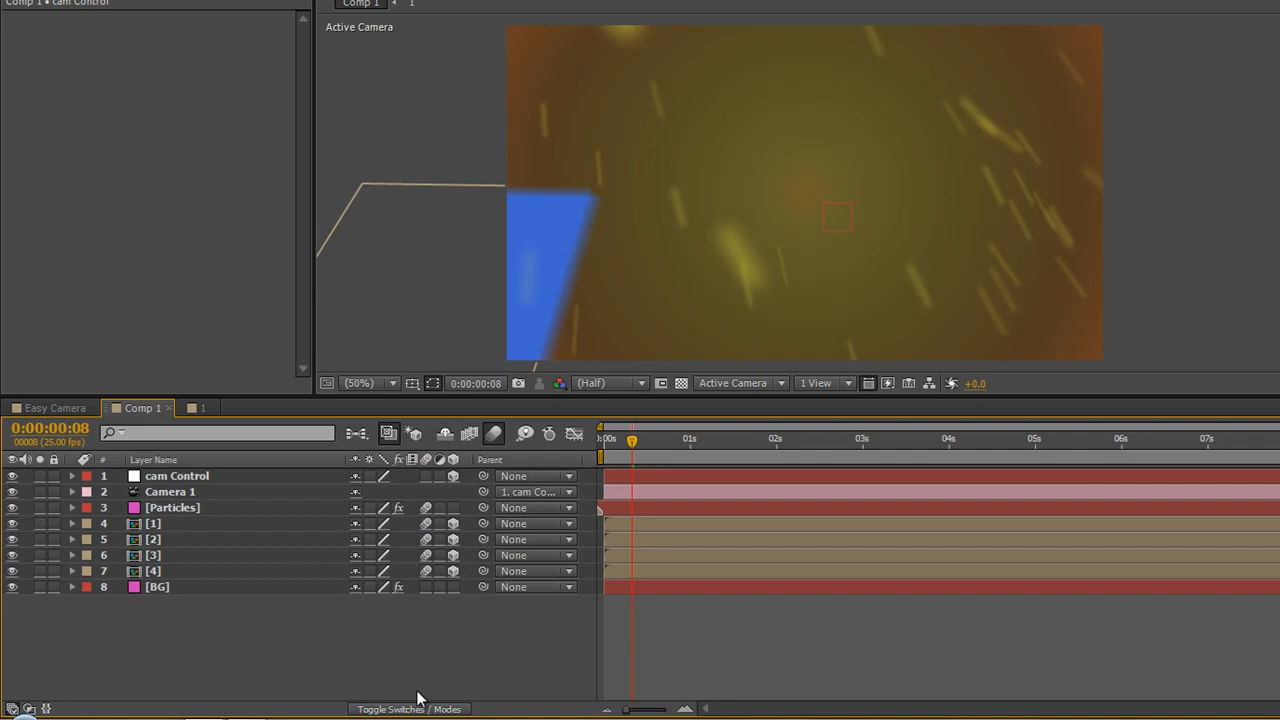 Comp 1 • cam Control
Comp 1
1
Active Camera
(50%)
0:00:00:08
(Half)
Active Camera
1 View
+0.0
Easy Camera
Comp 1
1
0:00:00:08
00008 (25.00 fps)
:00s 01s 02s 03s 04s 05s 06s 07s
# Layer Name fx Parent
1 cam Control None
2 Camera 1 1. cam Co...
3 [Particles] fx None
4 [1] None
5 [2] None
6 [3] None
7 [4] None
8 [BG] fx None
Toggle Switches / Modes